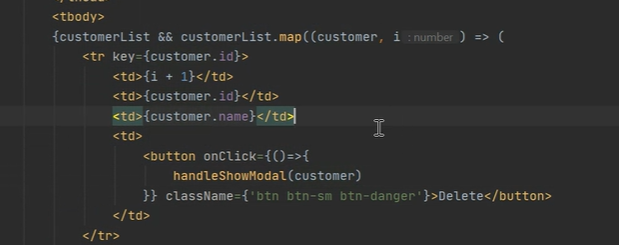 <tbody>
{customerList && customerList.map((customer, i : number ) => (
<tr key={customer.id}>
<td>{i + 1}</td>
<td>{customer.id}</td>
<td>{customer.name}</td>
<td>
<button onClick={()=>{
handleShowModal(customer)
}} className={'btn btn-sm btn-danger'}>Delete</button>
</td>
</tr>